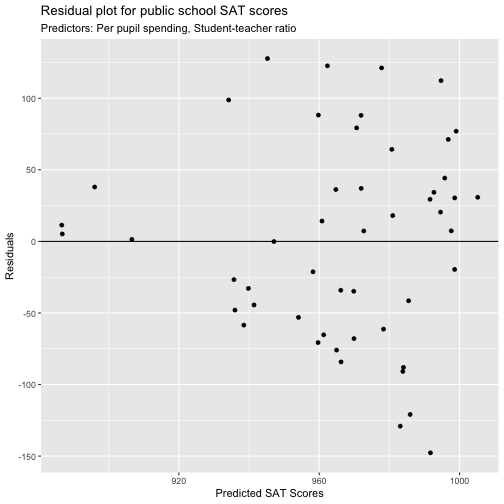 Residual plot for public school SAT scores
Predictors: Per pupil spending, Student-teacher ratio
100
50
0
-50
-100
-150
Residuals
920
960
1000
Predicted SAT Scores